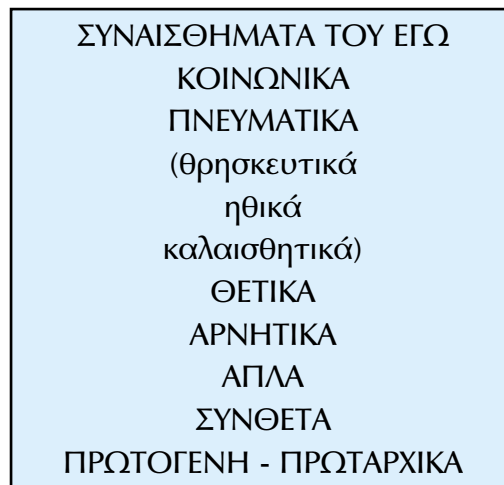 ΣΥΝΑΙΣΘΗΜΑΤΑ ΤΟΥ ΕΓΩ
ΚΟΙΝΩΝΙΚΑ
ΠΝΕΥΜΑΤΙΚΑ
(θρησκευτικά
ηθικά
καλαισθητικά)
ΘΕΤΙΚΑ
ΑΡΝΗΤΙΚΑ
ΑΠΛΑ
ΣΥΝΘΕΤΑ
ΠΡΩΤΟΓΕΝΗ - ΠΡΩΤΑΡΧΙΚΑ